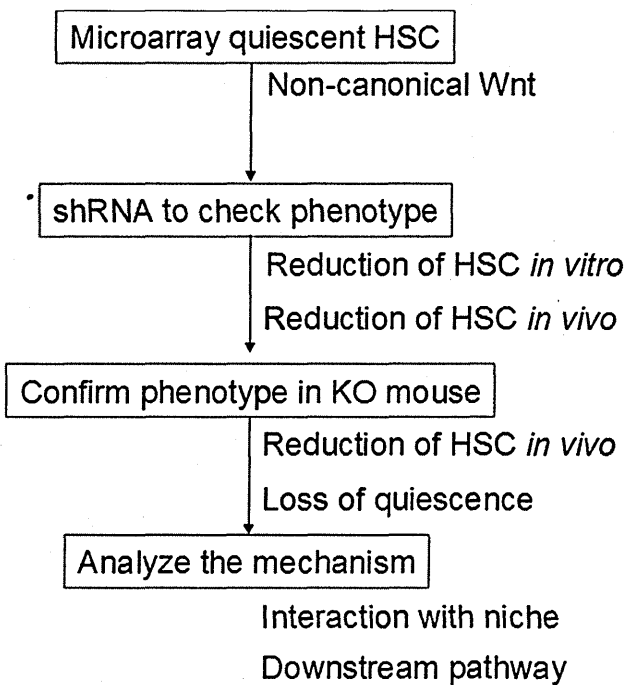 Microarray quiescent HSC
Non-canonical Wnt
shRNA to check phenotype
Reduction of HSC in vitro
Reduction of HSC in vivo
Confirm phenotype in KO mouse
Reduction of HSC in vivo
Loss of quiescence
Analyze the mechanism
Interaction with niche
Downstream pathway